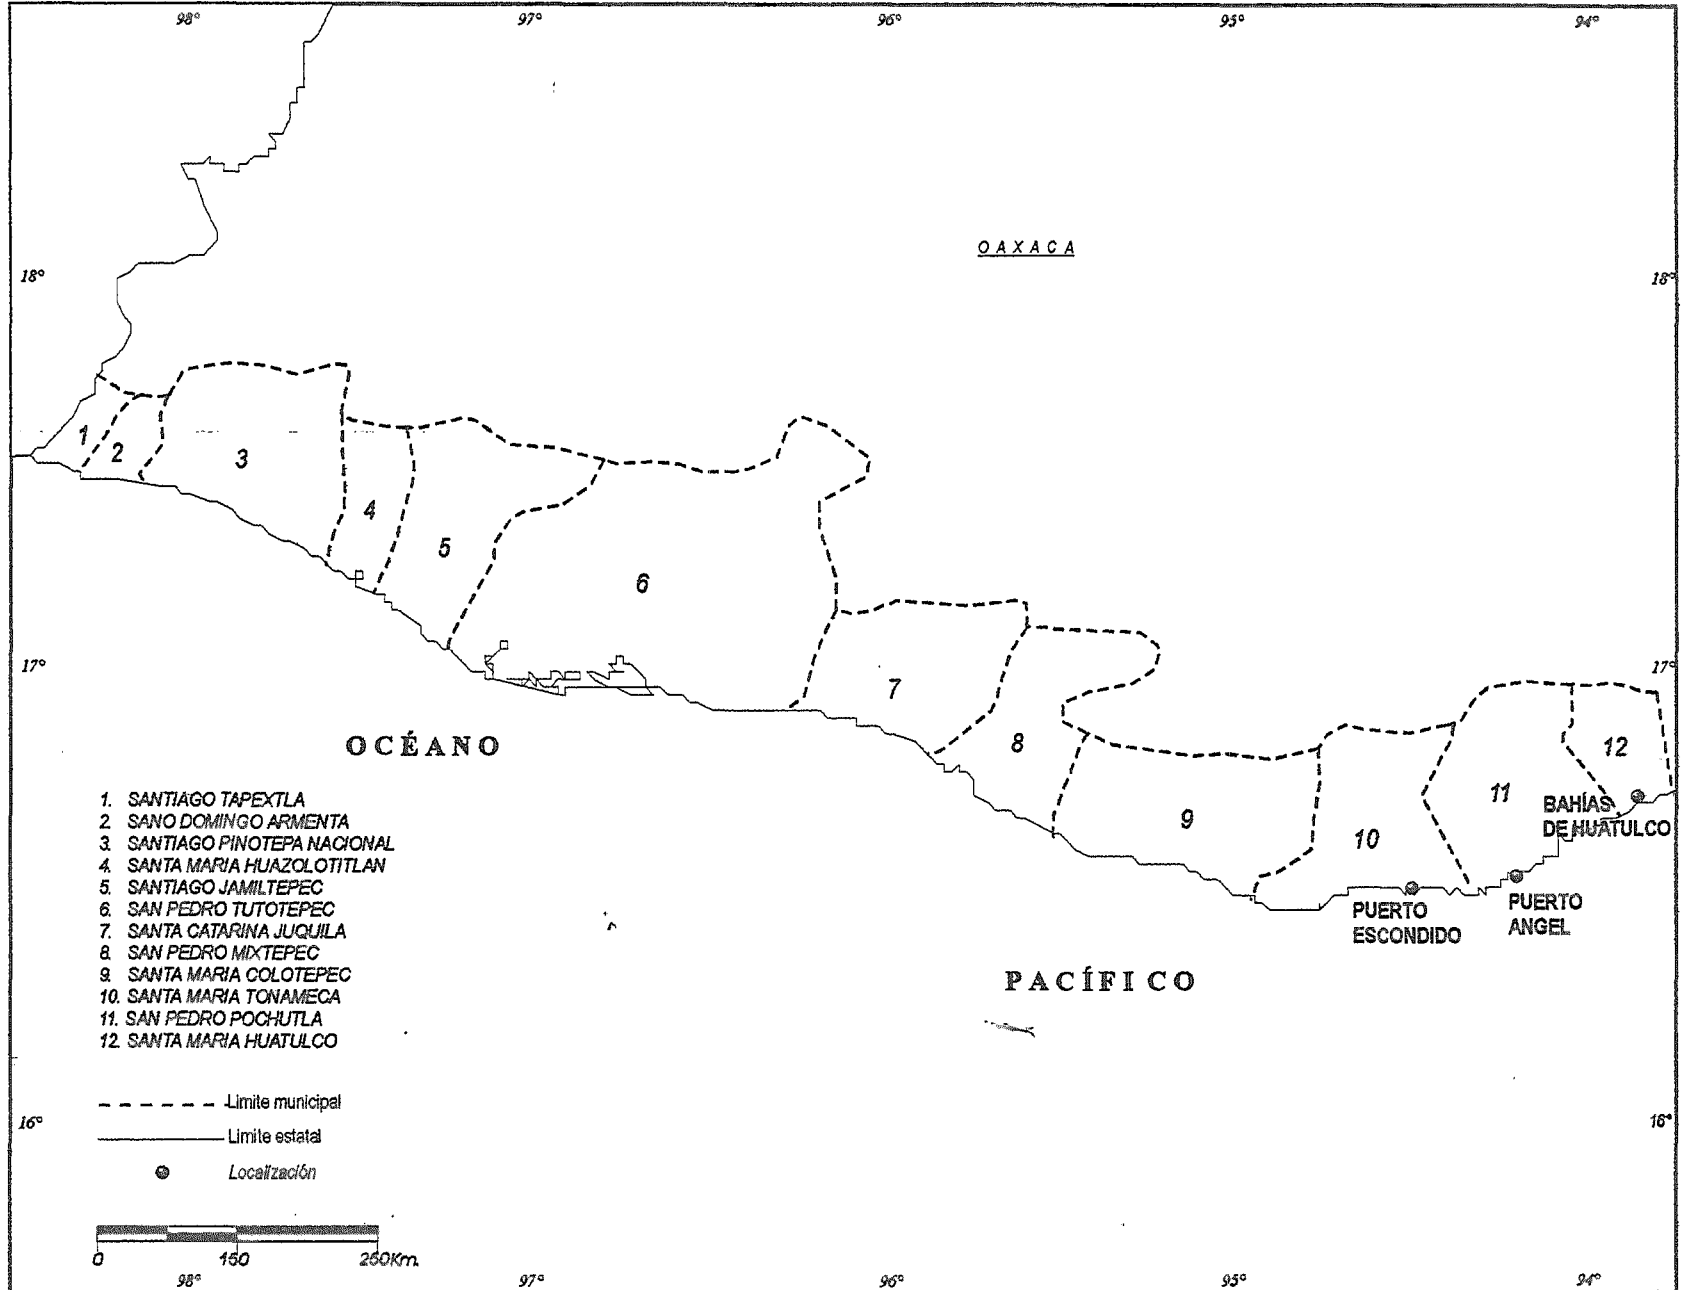 98° 97° 96° 95° 94°
OAXACA
18° 18°
1
2
3
4
5
6
17° 17°
7
8
9
10
11
12
BAHÍAS
DE HUATULCO
PUERTO
ESCONDIDO
PUERTO
ANGEL
OCÉANO
PACÍFICO
1. SANTIAGO TAPEXTLA
2. SANO DOMINGO ARMENTA
3. SANTIAGO PINOTEPA NACIONAL
4. SANTA MARIA HUAZOLOTITLAN
5. SANTIAGO JAMILTEPEC
6. SAN PEDRO TUTOTEPEC
7. SANTA CATARINA JUQUILA
8. SAN PEDRO MIXTEPEC
9. SANTA MARIA COLOTEPEC
10. SANTA MARIA TONAMECA
11. SAN PEDRO POCHUTLA
12. SANTA MARIA HUATULCO
16° 16°
Limite municipal
Limite estatal
Localización
0 150 250Km.
98° 97° 96° 95° 94°